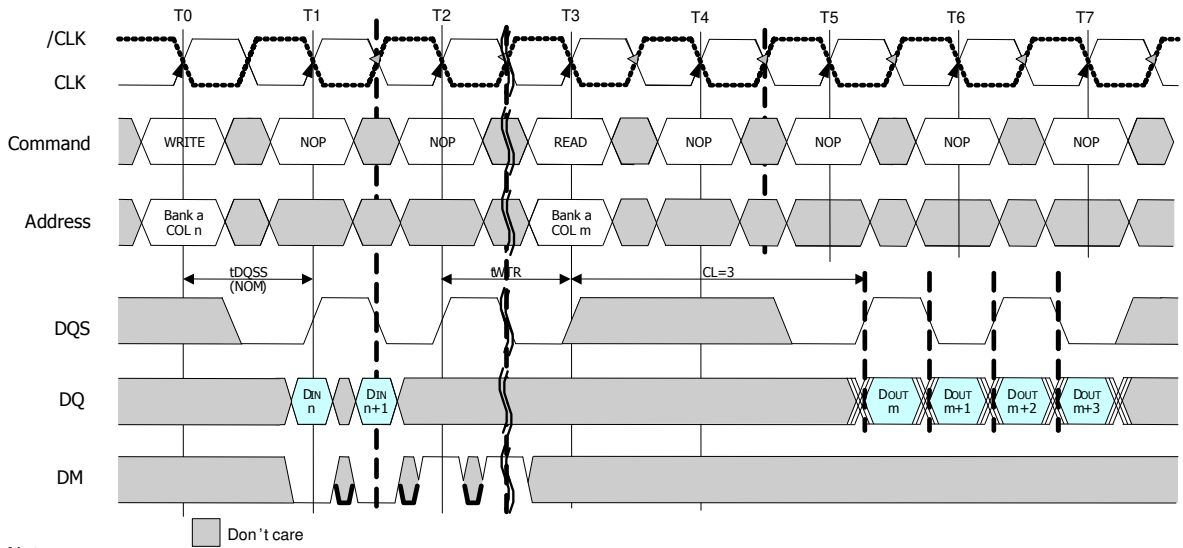 T0 T1 T2 T3 T4 T5 T6 T7
/CLK
CLK
Command WRITE NOP NOP READ NOP NOP NOP NOP
Address Bank a COL n Bank a COL m
tDQSS (NOM) tWTR CL=3
DQS
DQ DIN n DIN n+1 DOUT m DOUT m+1 DOUT m+2 DOUT m+3
DM
Don't care